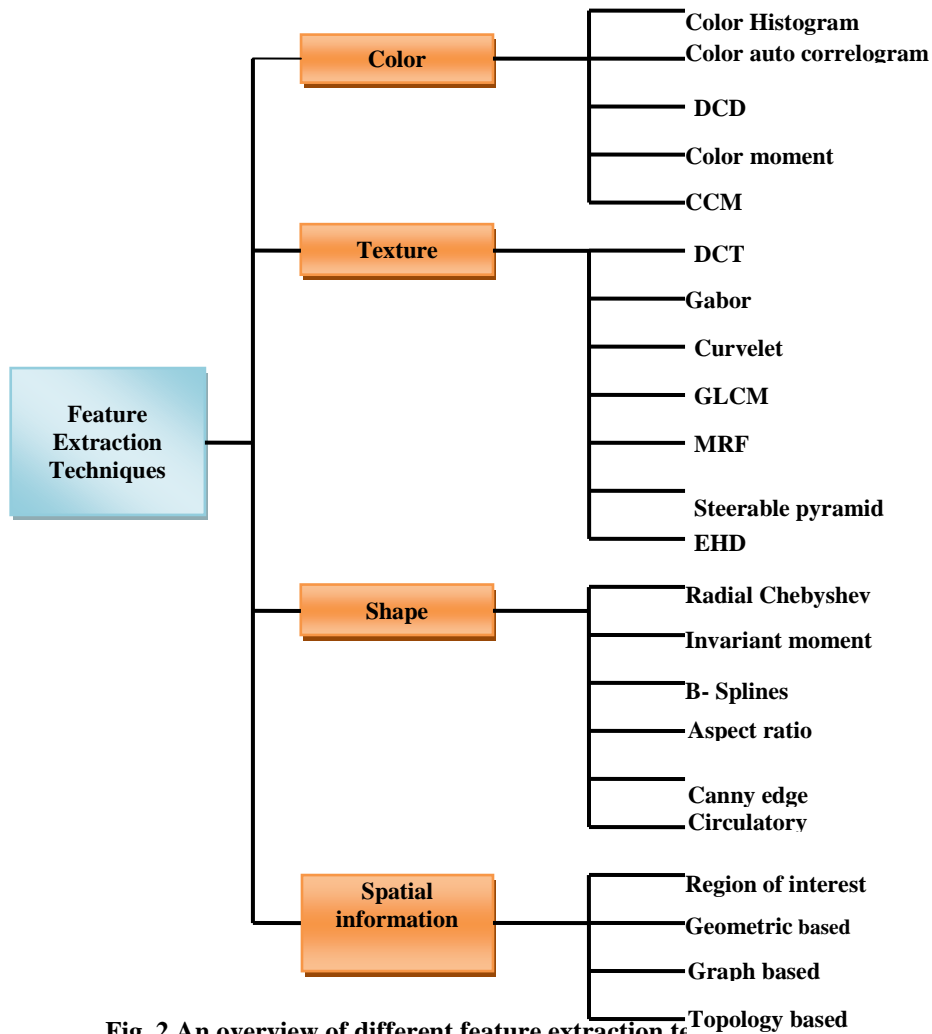 Feature
Extraction
Techniques
Color
Color Histogram
Color auto correlogram
DCD
Color moment
CCM
Texture
DCT
Gabor
Curvelet
GLCM
MRF
Steerable pyramid
EHD
Shape
Radial Chebyshev
Invariant moment
B- Splines
Aspect ratio
Canny edge
Circulatory
Spatial
information
Region of interest
Geometric based
Graph based
Topology based
Fig. 2 An overview of different feature extraction